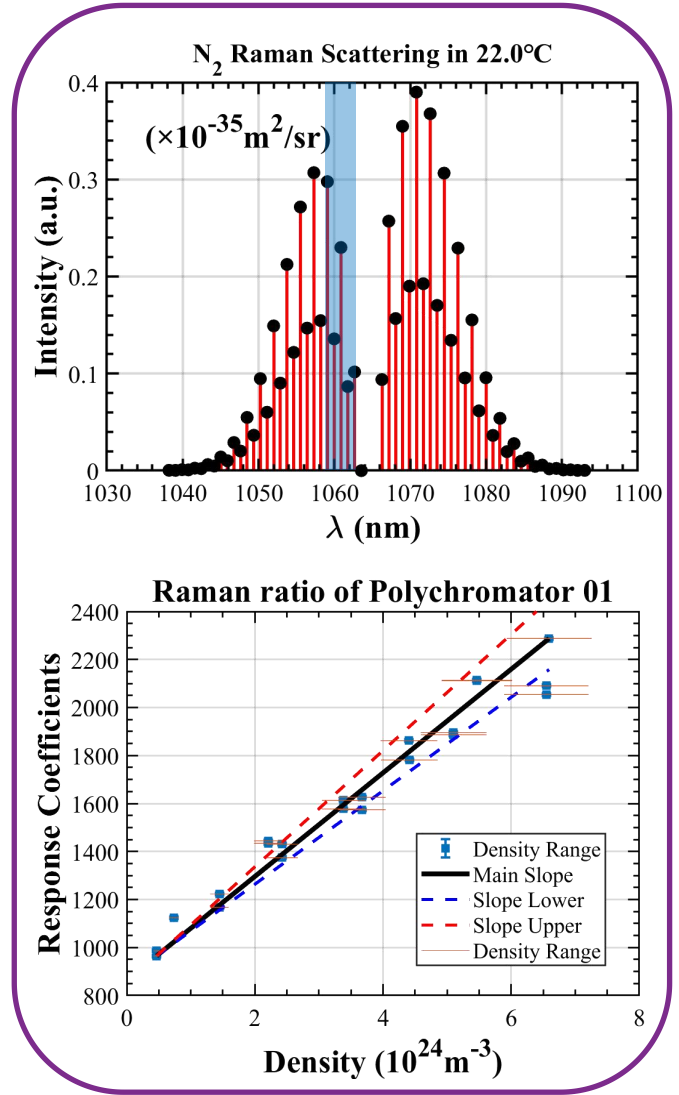 N₂ Raman Scattering in 22.0℃
(×10⁻³⁵m²/sr)
Intensity (a.u.)
0.4
0.3
0.2
0.1
0
1030 1040 1050 1060 1070 1080 1090 1100
λ (nm)
Raman ratio of Polychromator 01
Response Coefficients
2400
2200
2000
1800
1600
1400
1200
1000
800
Density Range
Main Slope
Slope Lower
Slope Upper
Density Range
0 2 4 6 8
Density (10²⁴m⁻³)